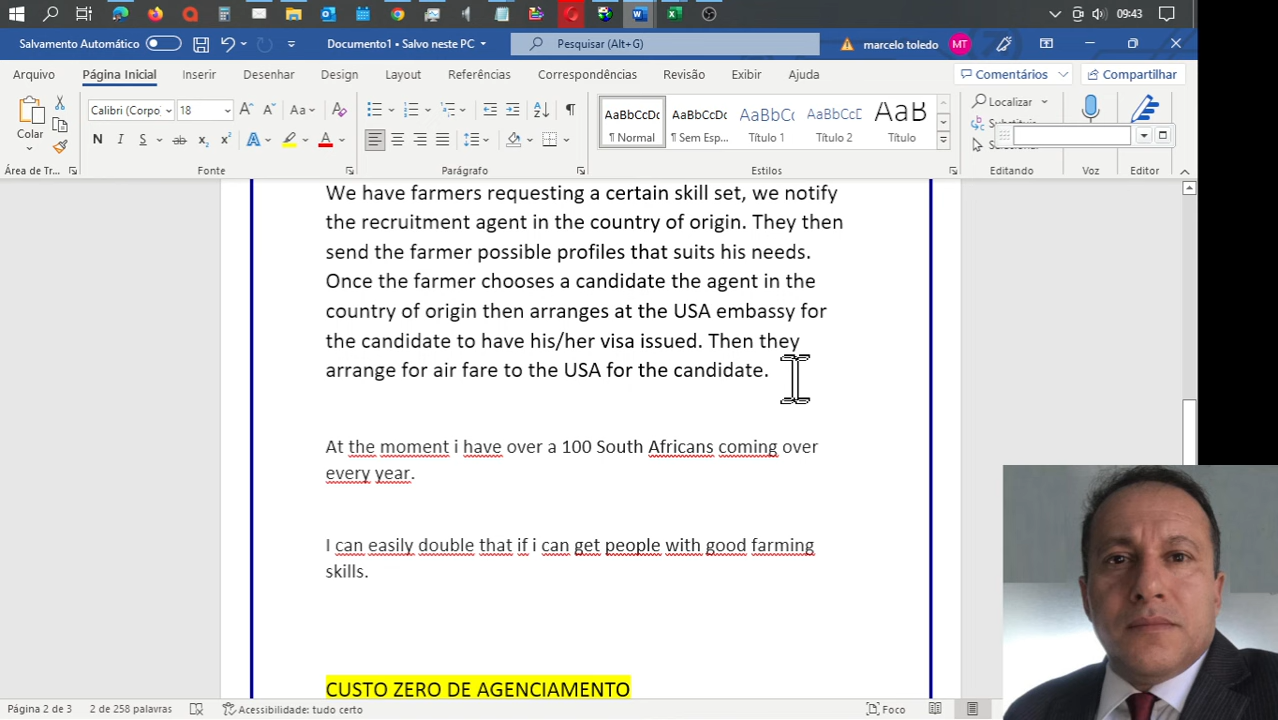 09:43
Salvamento Automático
Documento1 • Salvo neste PC
Pesquisar (Alt+G)
marcelo toledo
MT
Arquivo Página Inicial Inserir Desenhar Design Layout Referências Correspondências Revisão Exibir Ajuda
Comentários
Compartilhar
Colar
Calibri (Corpo) 18
Área de Tr...
Fonte
Parágrafo
AaBbCcDc AaBbCcDc AaBbCc AaBbCcD AaB
¶ Normal ¶ Sem Esp... Título 1 Título 2 Título
Estilos
Localizar
Editando
Voz
Editor
We have farmers requesting a certain skill set, we notify
the recruitment agent in the country of origin. They then
send the farmer possible profiles that suits his needs.
Once the farmer chooses a candidate the agent in the
country of origin then arranges at the USA embassy for
the candidate to have his/her visa issued. Then they
arrange for air fare to the USA for the candidate.
At the moment i have over a 100 South Africans coming over
every year.
I can easily double that if i can get people with good farming
skills.
CUSTO ZERO DE AGENCIAMENTO
Página 2 de 3 2 de 258 palavras Acessibilidade: tudo certo
Foco